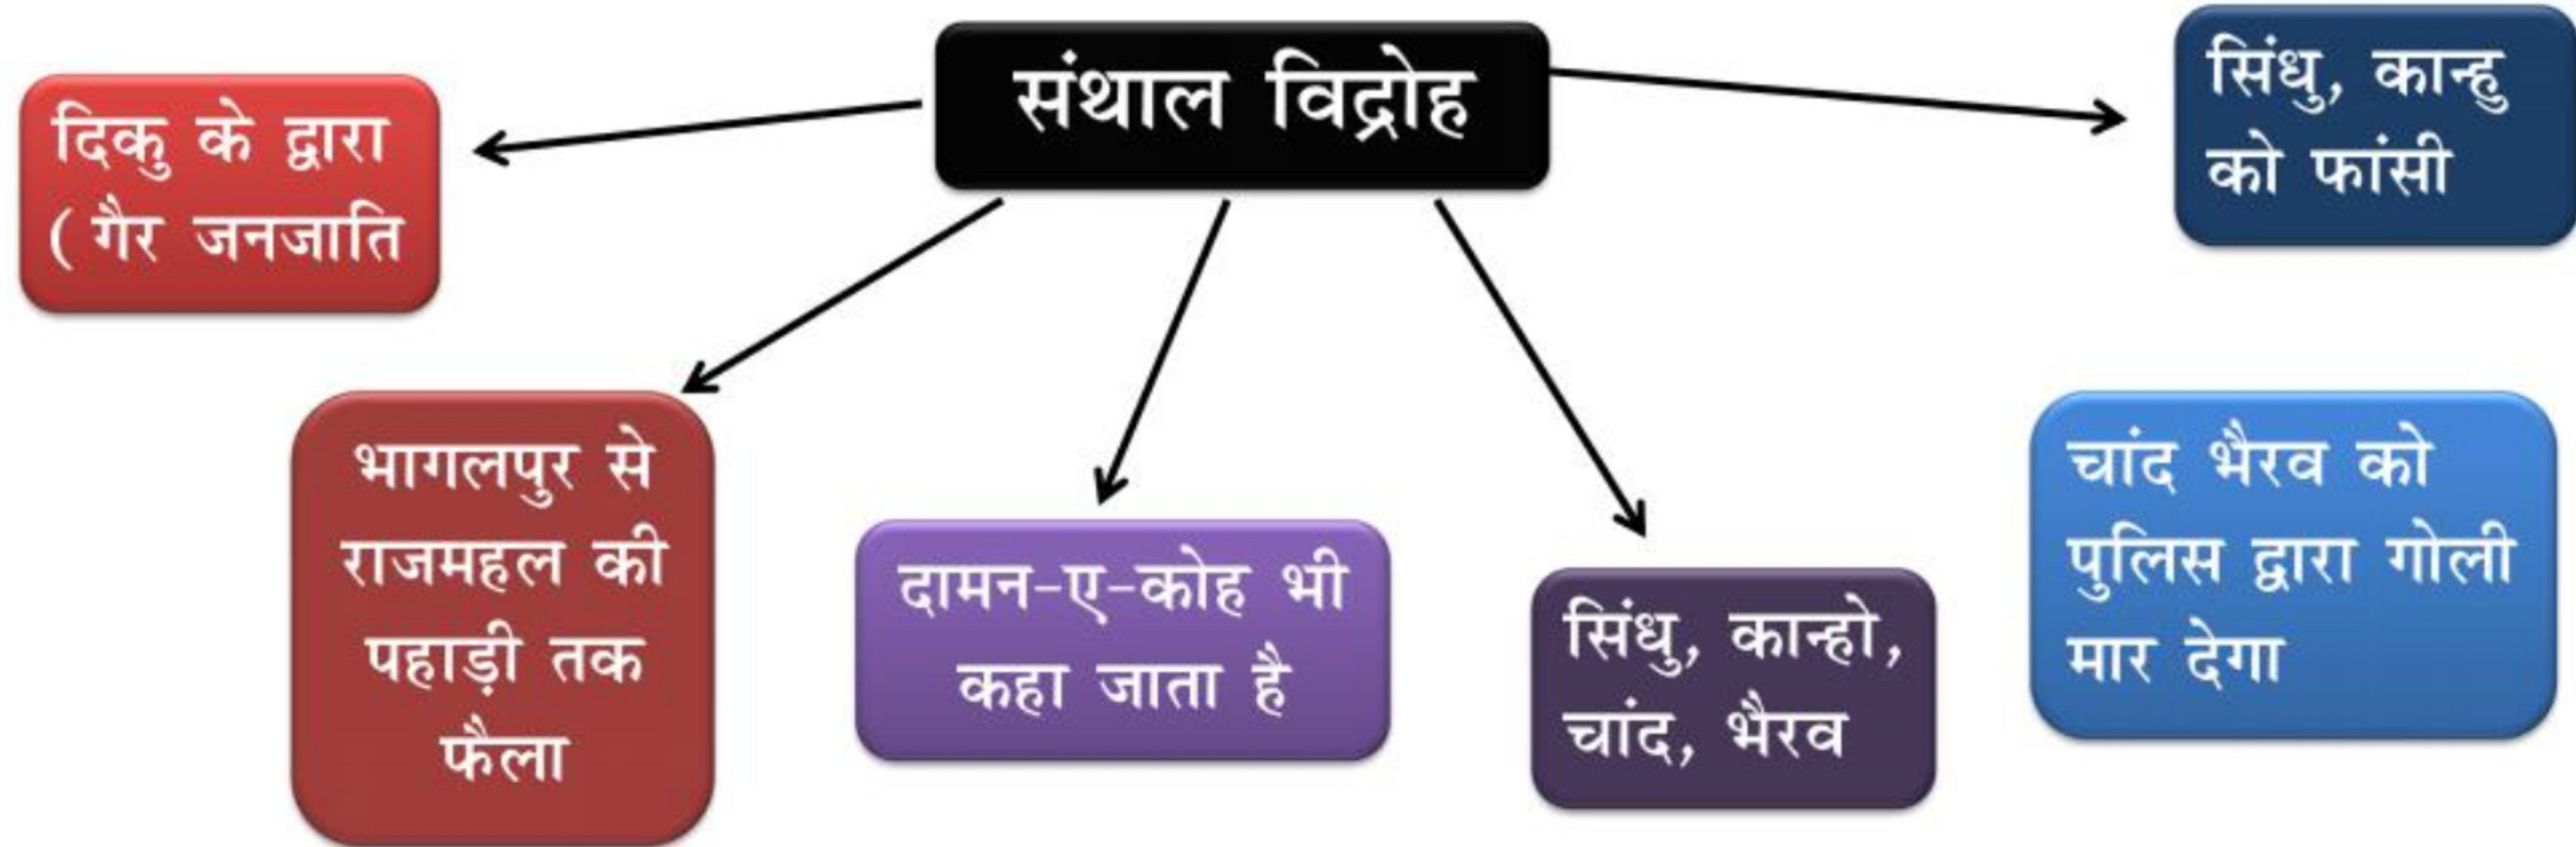 संथाल विद्रोह
दिकु के द्वारा
( गैर जनजाति
भागलपुर से
राजमहल की
पहाड़ी तक
फैला
दामन-ए-कोह भी
कहा जाता है
सिंधु, कान्हो,
चांद, भैरव
सिंधु, कान्हु
को फांसी
चांद भैरव को
पुलिस द्वारा गोली
मार देगा